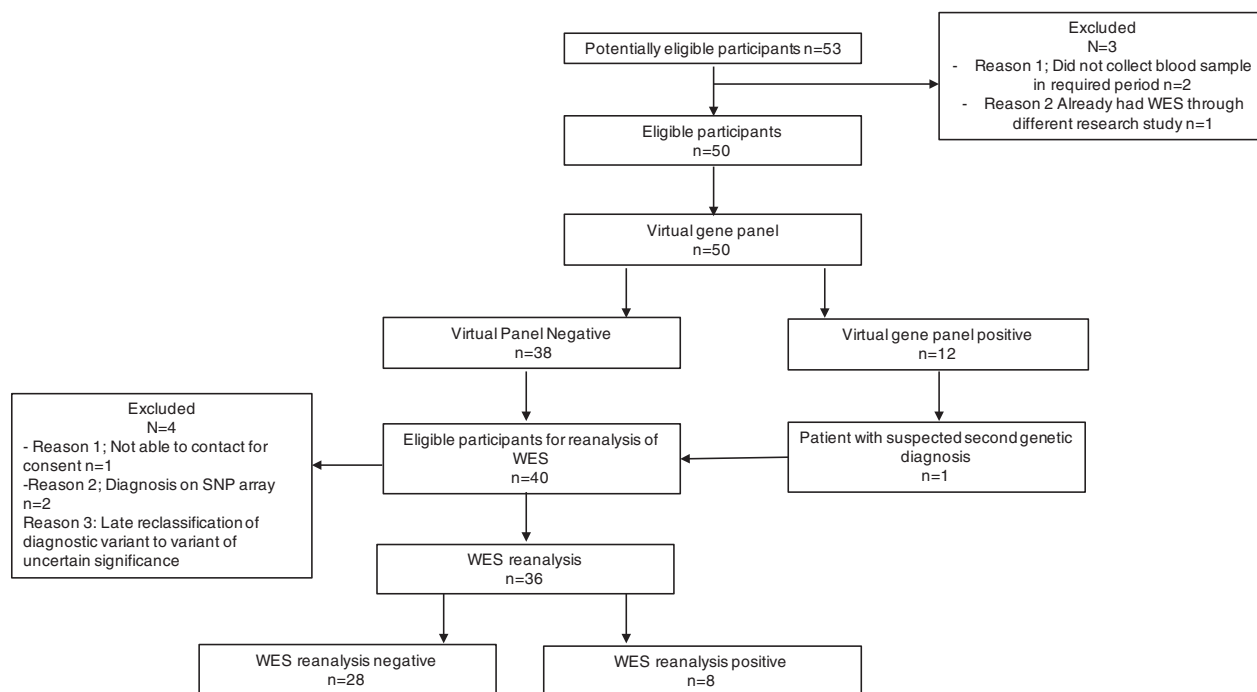 Potentially eligible participants n=53
Excluded
N=3
- Reason 1; Did not collect blood sample
in required period n=2
- Reason 2 Already had WES through
different research study n=1
Eligible participants
n=50
Virtual gene panel
n=50
Virtual Panel Negative
n=38
Virtual gene panel positive
n=12
Excluded
N=4
- Reason 1; Not able to contact for
consent n=1
-Reason 2; Diagnosis on SNP array
n=2
Reason 3: Late reclassification of
diagnostic variant to variant of
uncertain significance
Eligible participants for reanalysis of
WES
n=40
Patient with suspected second genetic
diagnosis
n=1
WES reanalysis
n=36
WES reanalysis negative
n=28
WES reanalysis positive
n=8